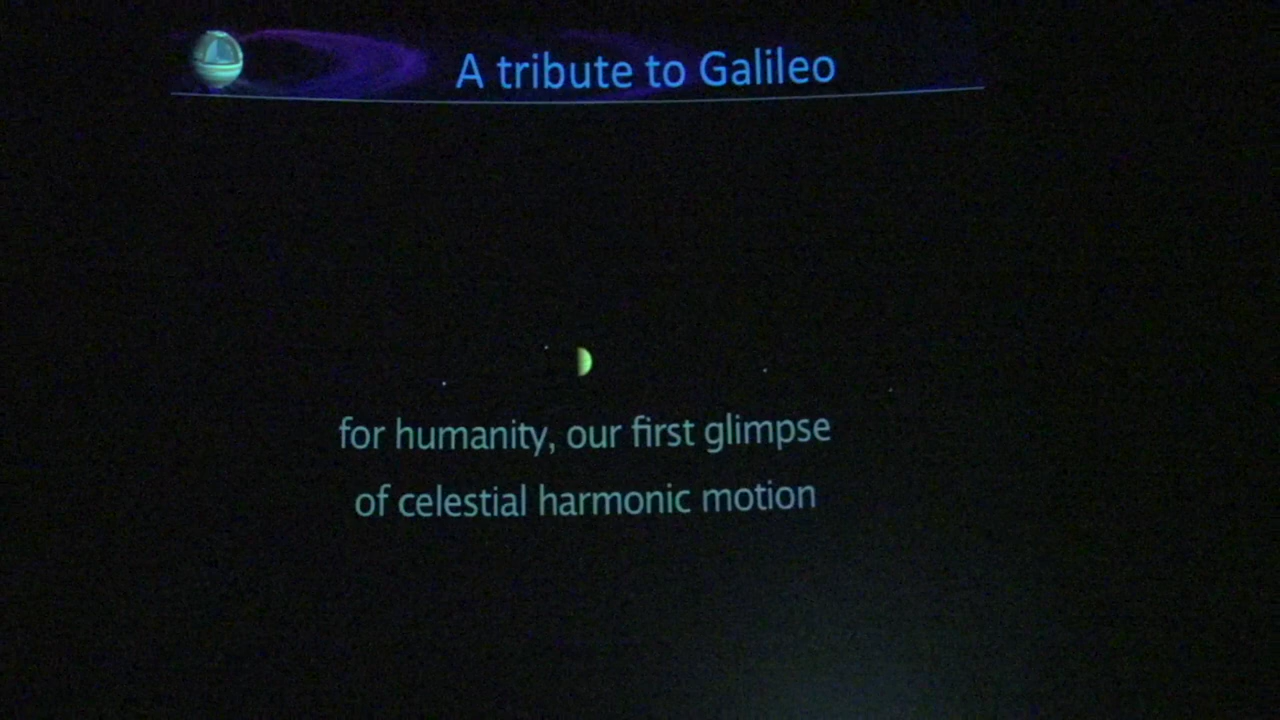 A tribute to Galileo
for humanity, our first glimpse
of celestial harmonic motion